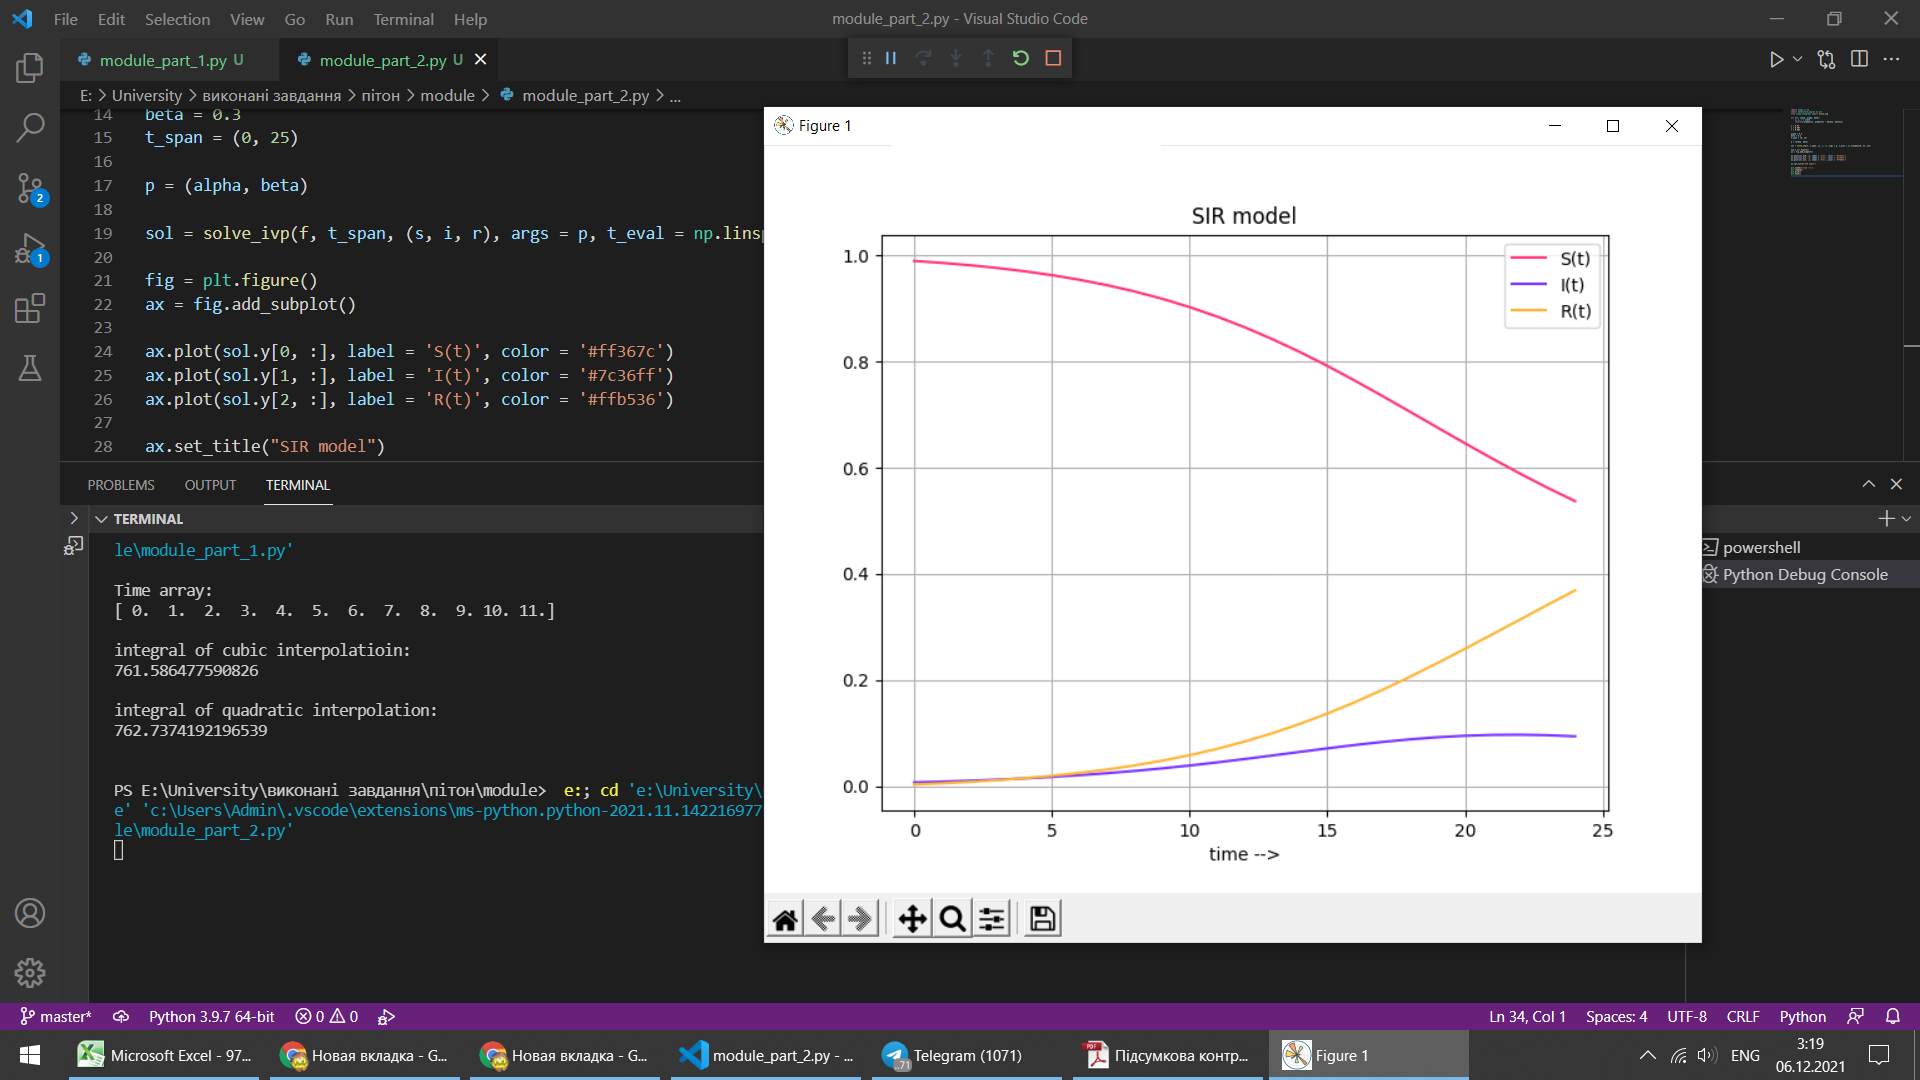 File Edit Selection View Go Run Terminal Help
module_part_2.py - Visual Studio Code
module_part_1.py U
module_part_2.py U
E: > University > виконані завдання > пітон > module > module_part_2.py > ...
14 beta = 0.3
15 t_span = (0, 25)
16
17 p = (alpha, beta)
18
19 sol = solve_ivp(f, t_span, (s, i, r), args = p, t_eval = np.linsp
20
21 fig = plt.figure()
22 ax = fig.add_subplot()
23
24 ax.plot(sol.y[0, :], label = 'S(t)', color = '#ff367c')
25 ax.plot(sol.y[1, :], label = 'I(t)', color = '#7c36ff')
26 ax.plot(sol.y[2, :], label = 'R(t)', color = '#ffb536')
27
28 ax.set_title("SIR model")
2
1
PROBLEMS OUTPUT TERMINAL
TERMINAL
le\module_part_1.py'
Time array:
[ 0. 1. 2. 3. 4. 5. 6. 7. 8. 9. 10. 11.]
integral of cubic interpolatioin:
761.586477590826
integral of quadratic interpolation:
762.7374192196539
PS E:\University\виконані завдання\пітон\module> e:; cd 'e:\University\
e' 'c:\Users\Admin\.vscode\extensions\ms-python.python-2021.11.142216977
le\module_part_2.py'
powershell
Python Debug Console
Figure 1
SIR model
S(t)
I(t)
R(t)
1.0
0.8
0.6
0.4
0.2
0.0
0 5 10 15 20 25
time -->
master* Python 3.9.7 64-bit 0 0
Ln 34, Col 1 Spaces: 4 UTF-8 CRLF Python
Microsoft Excel - 97...
Новая вкладка - G...
Новая вкладка - G...
module_part_2.py - ...
Telegram (1071)
..71
Підсумкова контр...
Figure 1
ENG
3:19
06.12.2021